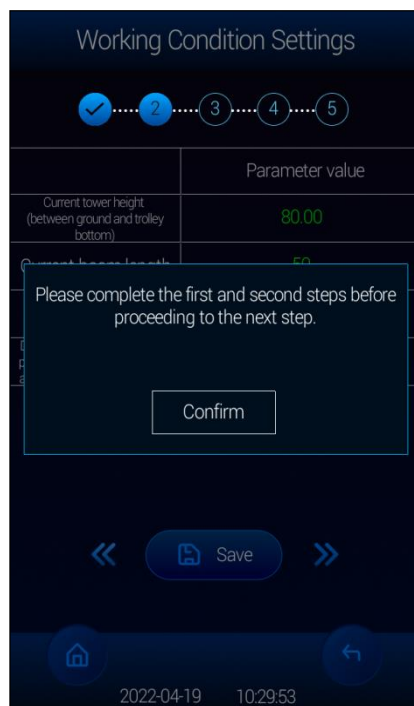 Working Condition Settings
2
3
4
5
Parameter value
Current tower height
(between ground and trolley
bottom)
80.00
Please complete the first and second steps before
proceeding to the next step.
Confirm
Save
2022-04-19 10:29:53